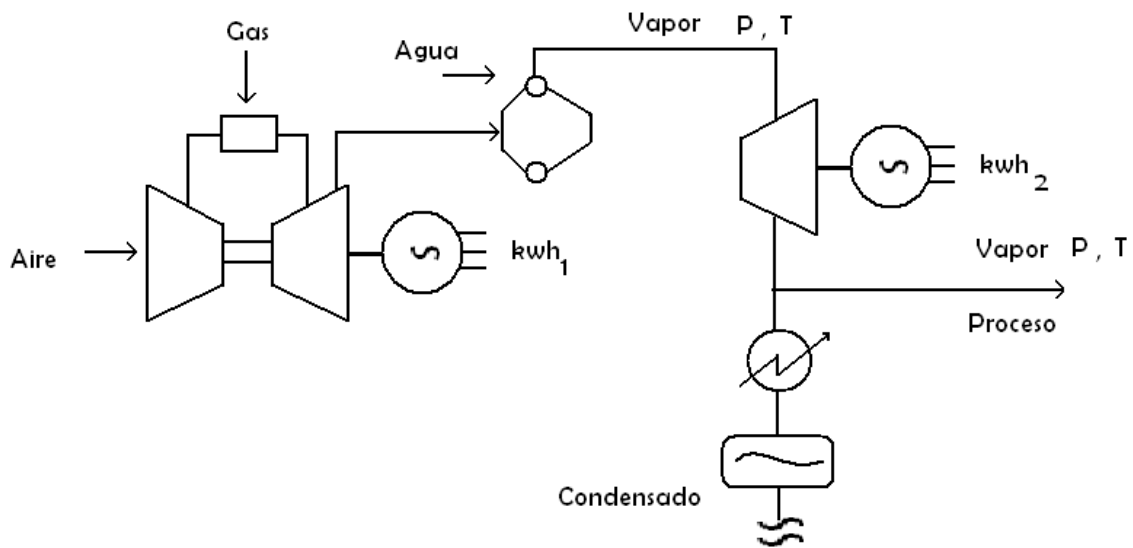 Gas
Agua
Vapor P , T
Aire
kwh1
kwh2
Vapor P , T
Proceso
Condensado